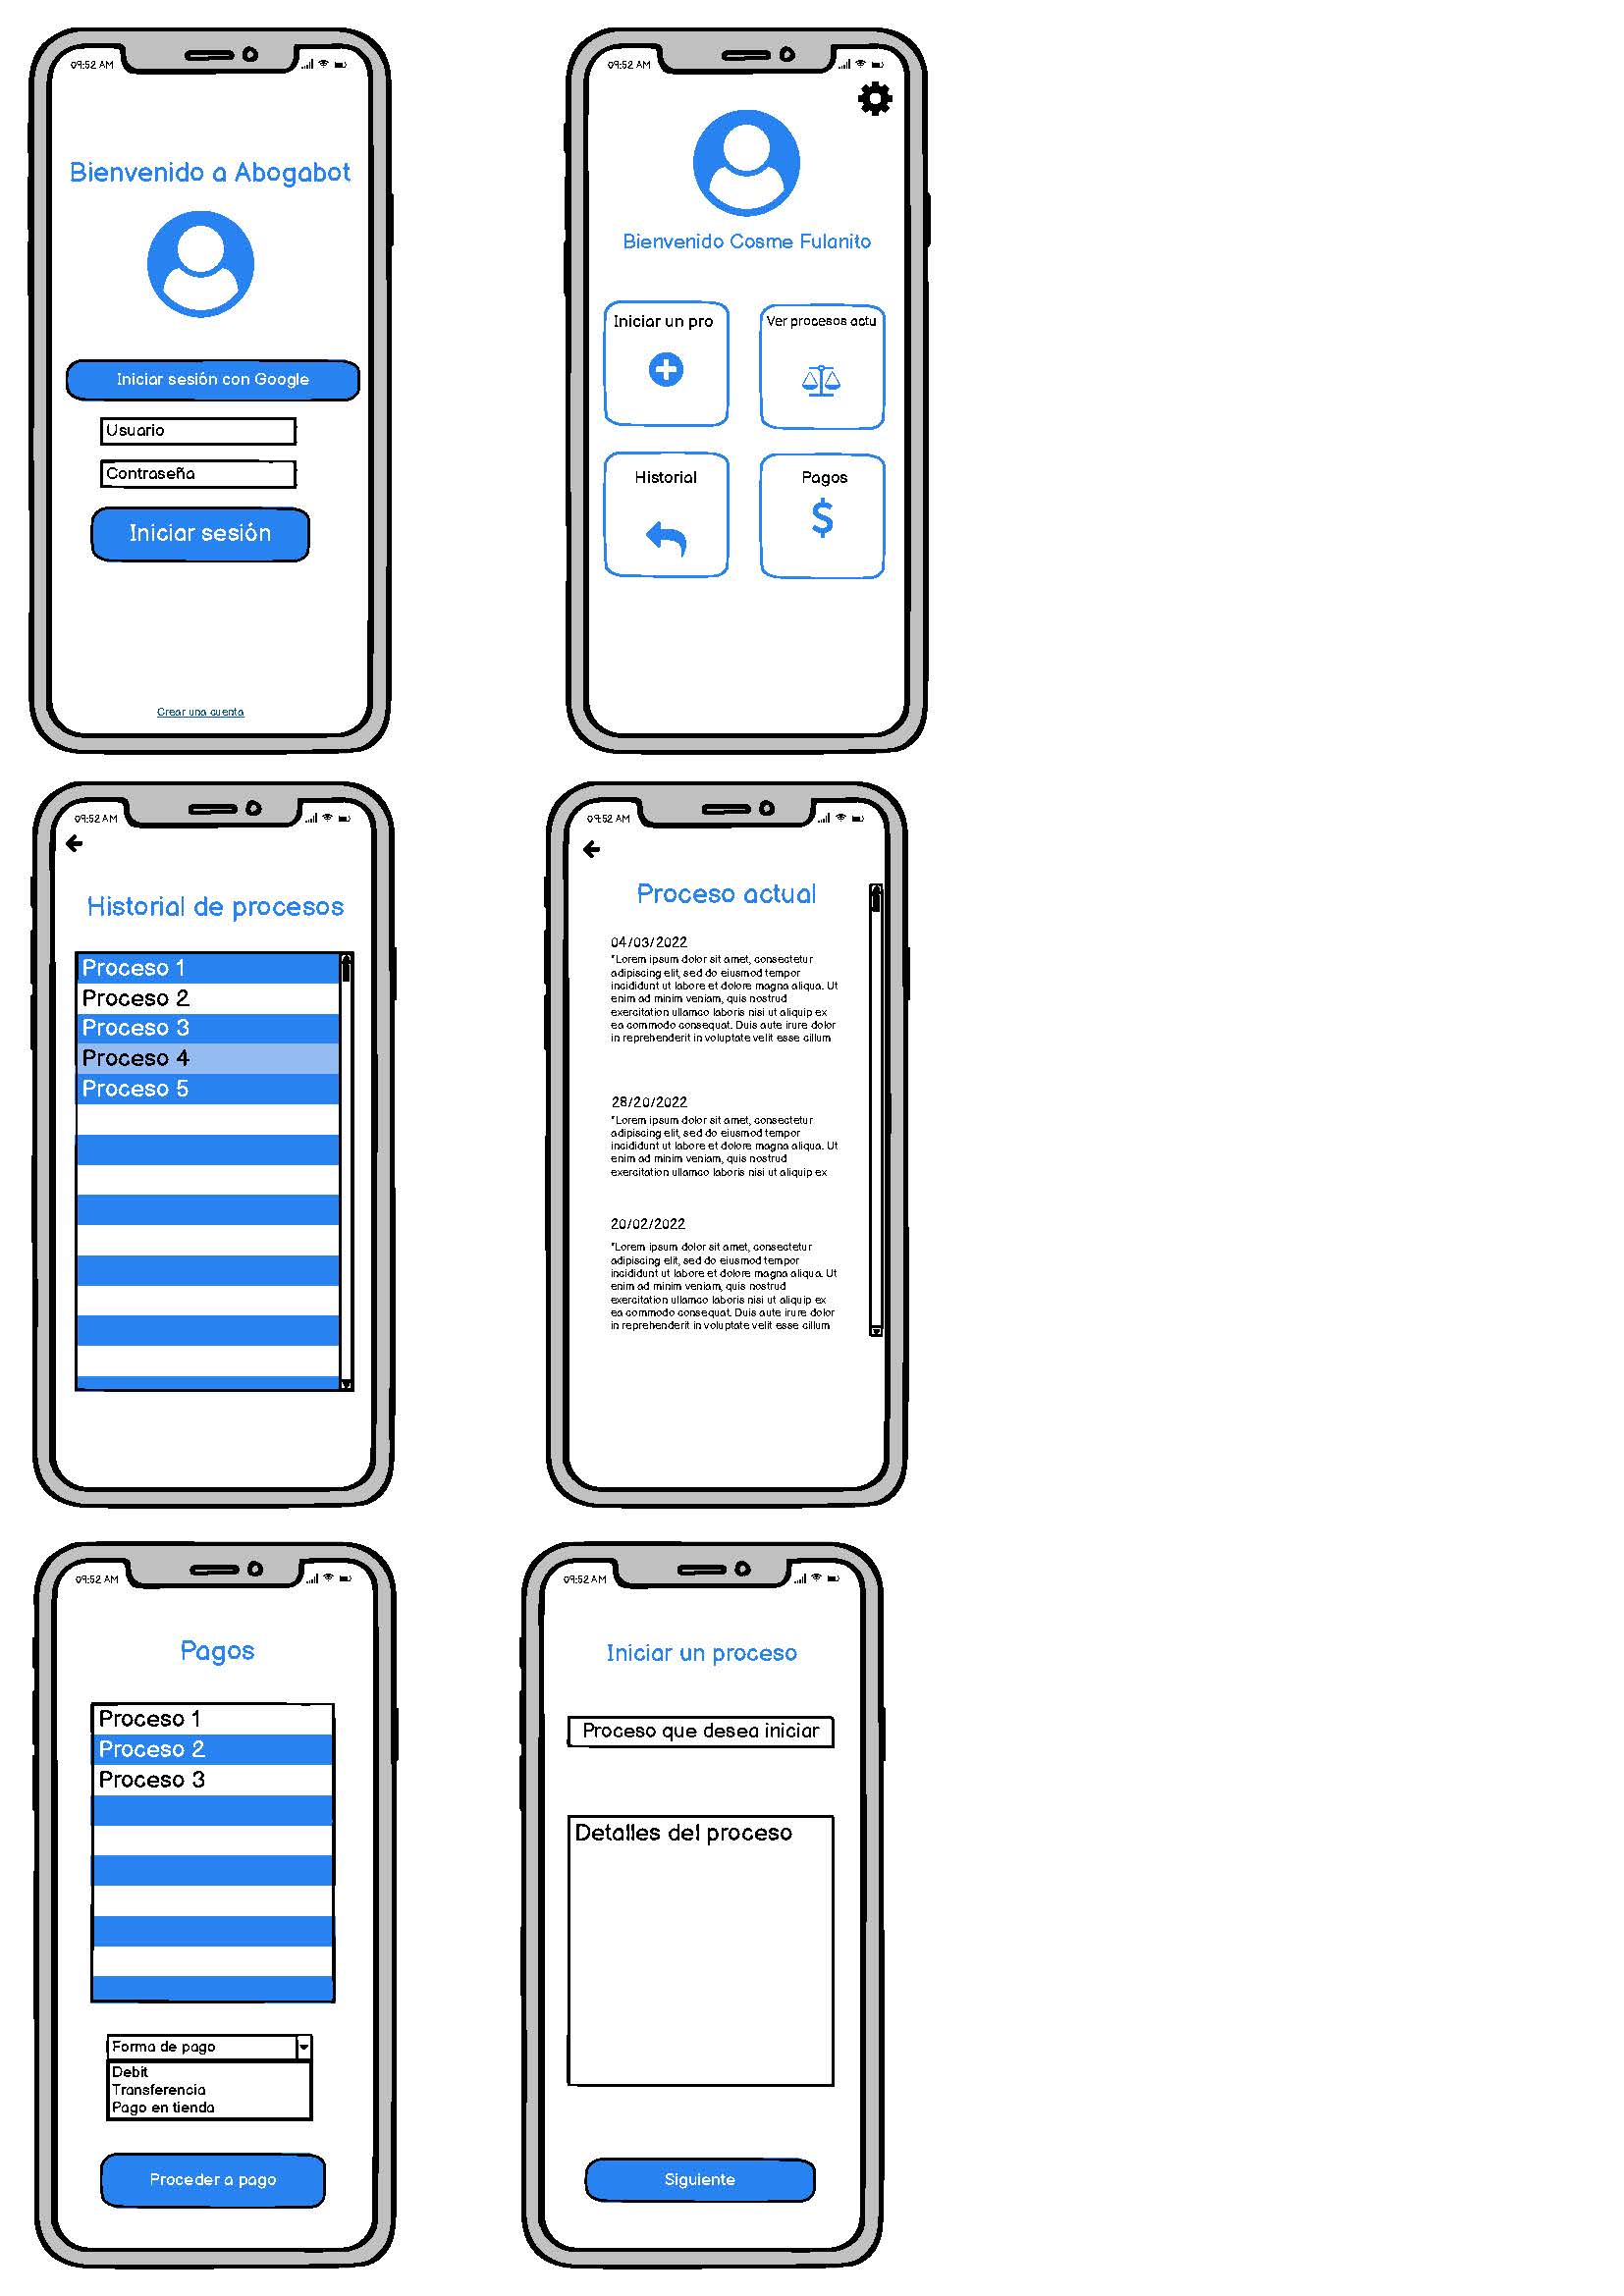 09:52 AM
Bienvenido a Abogabot
Iniciar sesión con Google
Usuario
Contraseña
Iniciar sesión
Crear una cuenta
09:52 AM
Bienvenido Cosme Fulanito
Iniciar un pro
Ver procesos actu
Historial
Pagos
$
09:52 AM
Historial de procesos
Proceso 1
Proceso 2
Proceso 3
Proceso 4
Proceso 5
09:52 AM
Proceso actual
04/03/2022
"Lorem ipsum dolor sit amet, consectetur
adipiscing elit, sed do eiusmod tempor
incididunt ut labore et dolore magna aliqua. Ut
enim ad minim veniam, quis nostrud
exercitation ullamco laboris nisi ut aliquip ex
ea commodo consequat. Duis aute irure dolor
in reprehenderit in voluptate velit esse cillum
28/20/2022
"Lorem ipsum dolor sit amet, consectetur
adipiscing elit, sed do eiusmod tempor
incididunt ut labore et dolore magna aliqua. Ut
enim ad minim veniam, quis nostrud
exercitation ullamco laboris nisi ut aliquip ex
20/02/2022
"Lorem ipsum dolor sit amet, consectetur
adipiscing elit, sed do eiusmod tempor
incididunt ut labore et dolore magna aliqua. Ut
enim ad minim veniam, quis nostrud
exercitation ullamco laboris nisi ut aliquip ex
ea commodo consequat. Duis aute irure dolor
in reprehenderit in voluptate velit esse cillum
09:52 AM
Pagos
Proceso 1
Proceso 2
Proceso 3
Forma de pago
Debit
Transferencia
Pago en tienda
Proceder a pago
09:52 AM
Iniciar un proceso
Proceso que desea iniciar
Detalles del proceso
Siguiente